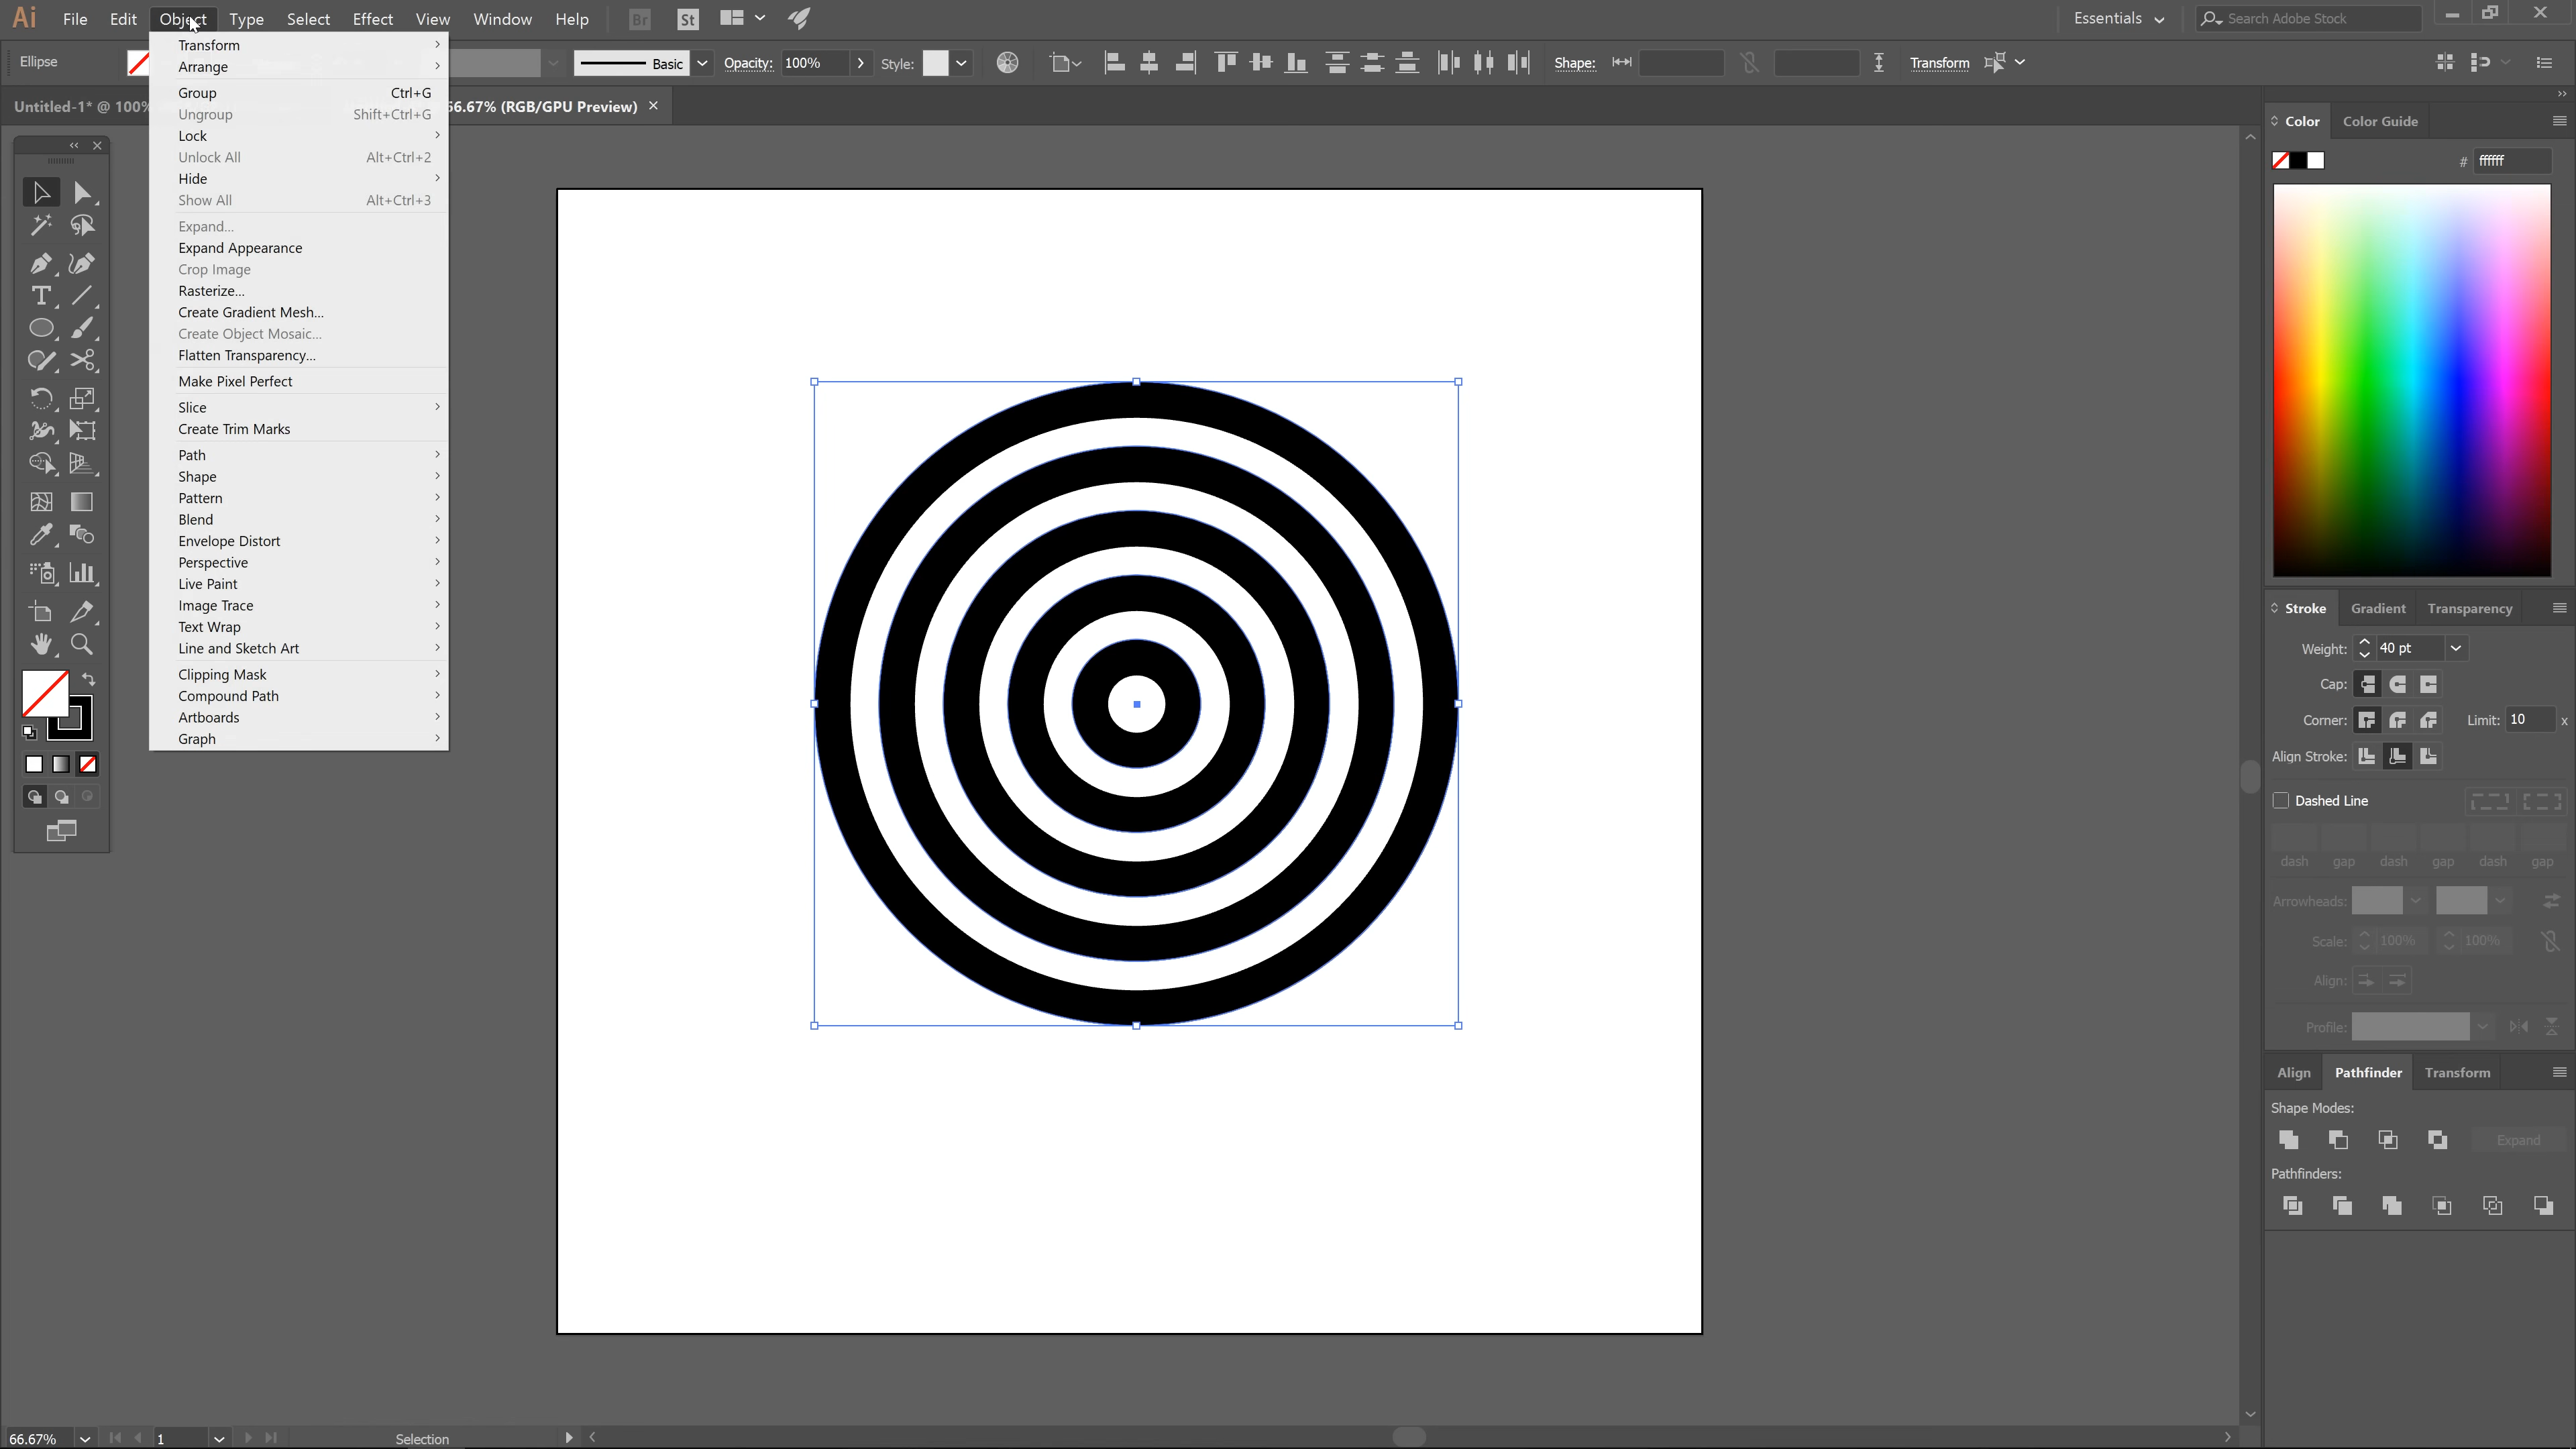 Ai File Edit Object Type Select Effect View Window Help Br St Essentials Search Adobe Stock
Ellipse Basic Opacity: 100% Style: Shape: Transform
Untitled-1* @ 100% 66.67% (RGB/GPU Preview)
Transform
Arrange
Group Ctrl+G
Ungroup Shift+Ctrl+G
Lock
Unlock All Alt+Ctrl+2
Hide
Show All Alt+Ctrl+3
Expand...
Expand Appearance
Crop Image
Rasterize...
Create Gradient Mesh...
Create Object Mosaic...
Flatten Transparency...
Make Pixel Perfect
Slice
Create Trim Marks
Path
Shape
Pattern
Blend
Envelope Distort
Perspective
Live Paint
Image Trace
Text Wrap
Line and Sketch Art
Clipping Mask
Compound Path
Artboards
Graph
Color Color Guide
# ffffff
Stroke Gradient Transparency
Weight: 40 pt
Cap:
Corner: Limit: 10 x
Align Stroke:
Dashed Line
dash gap dash gap dash gap
Arrowheads:
Scale: 100% 100%
Align:
Profile:
Align Pathfinder Transform
Shape Modes:
Expand
Pathfinders:
66.67% 1 Selection